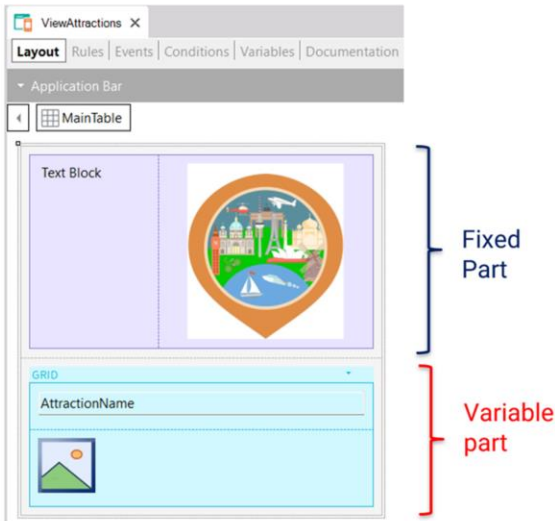 ViewAttractions X
Layout Rules Events Conditions Variables Documentation
Application Bar
MainTable
Text Block
Fixed
Part
GRID
AttractionName
Variable
part